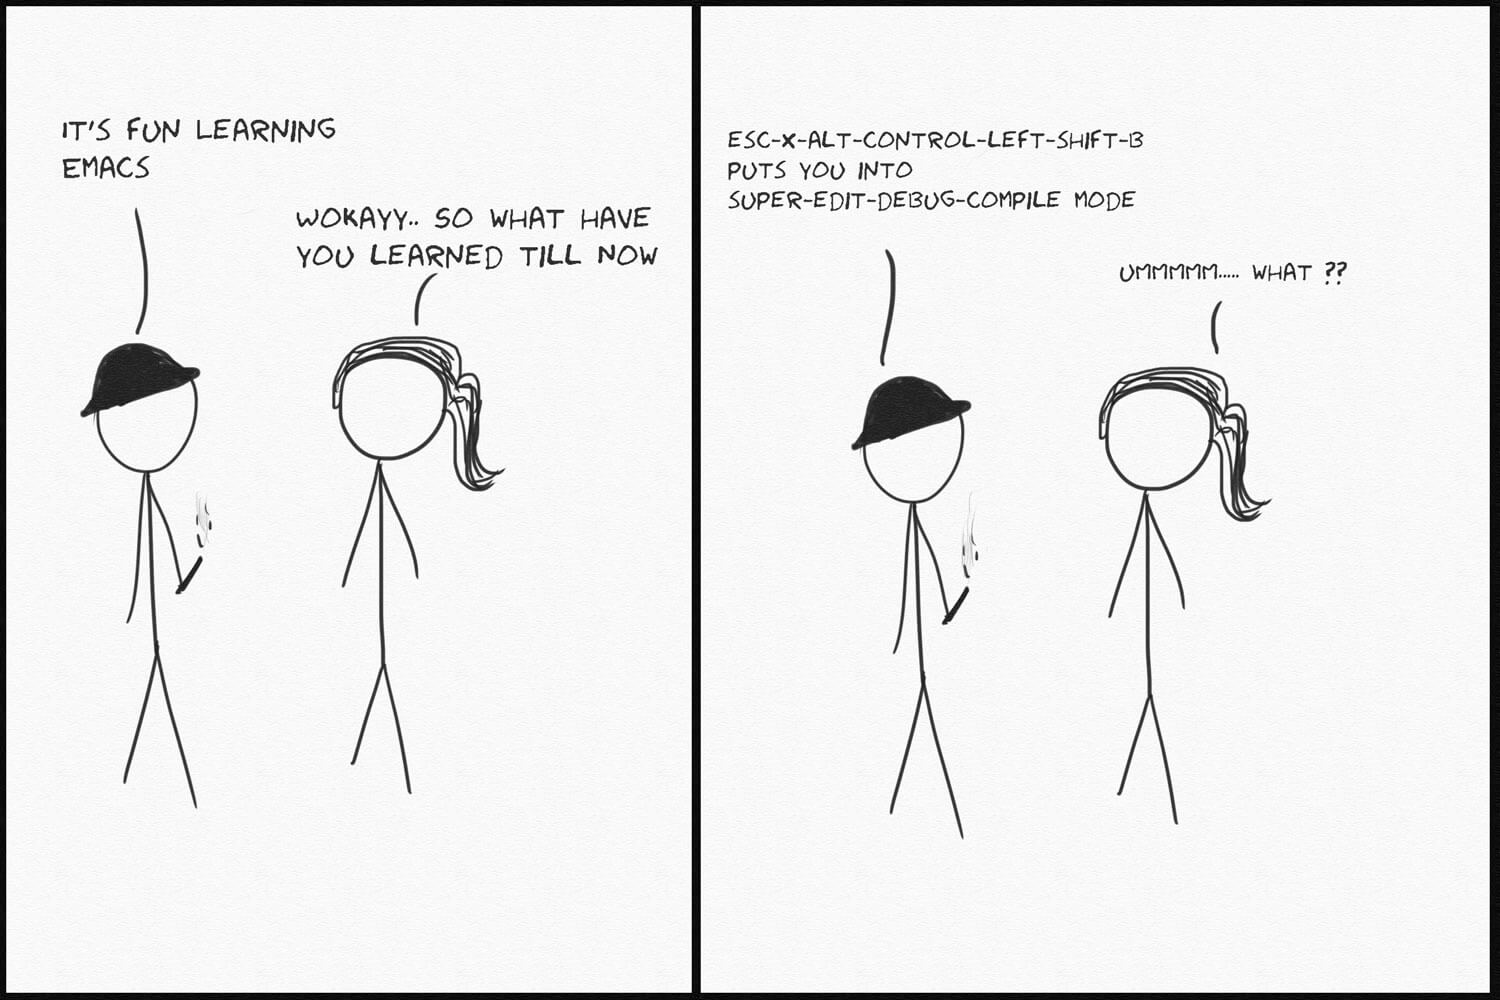 IT'S FUN LEARNING
EMACS
WOKAYY.. SO WHAT HAVE
YOU LEARNED TILL NOW
ESC-X-ALT-CONTROL-LEFT-SHIFT-B
PUTS YOU INTO
SUPER-EDIT-DEBUG-COMPILE MODE
UMMMMM..... WHAT ??